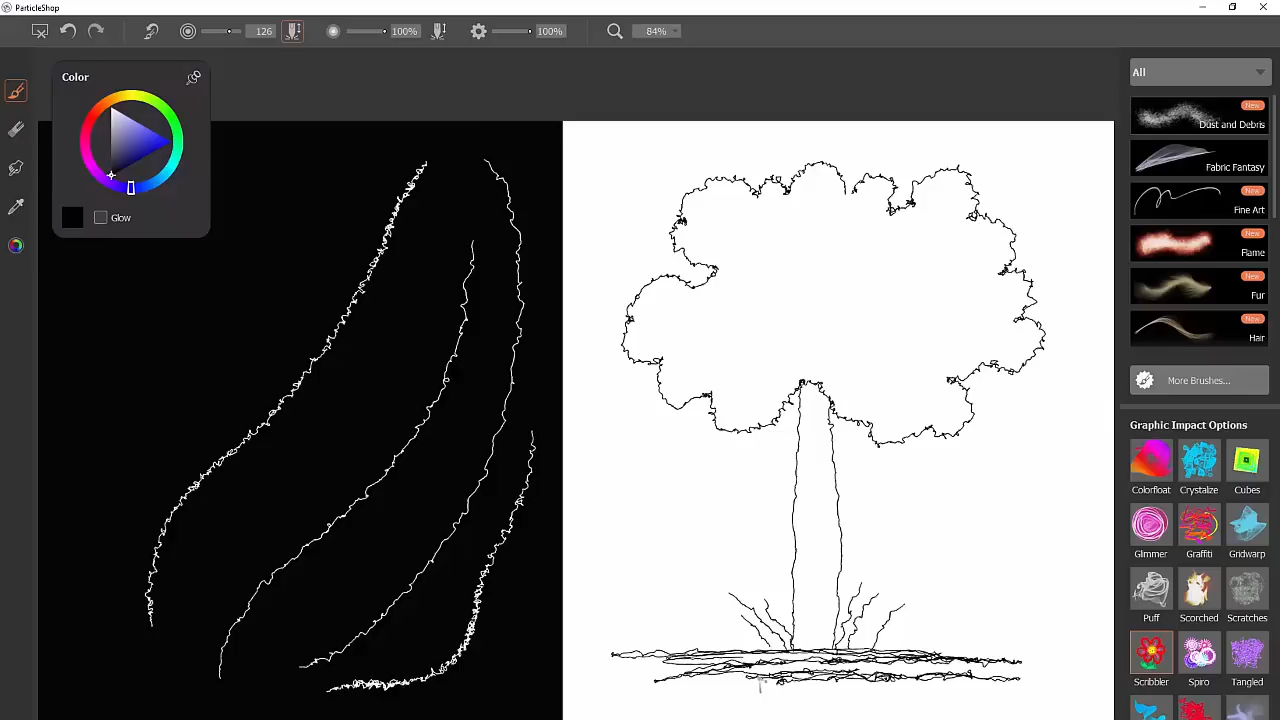 ParticleShop
126
100%
100%
84%
Color
Glow
All
New
Dust and Debris
Fabric Fantasy
New
Fine Art
New
Flame
New
Fur
New
Hair
More Brushes...
Graphic Impact Options
Colorfloat Crystalize Cubes
Glimmer Graffiti Gridwarp
Puff Scorched Scratches
Scribbler Spiro Tangled